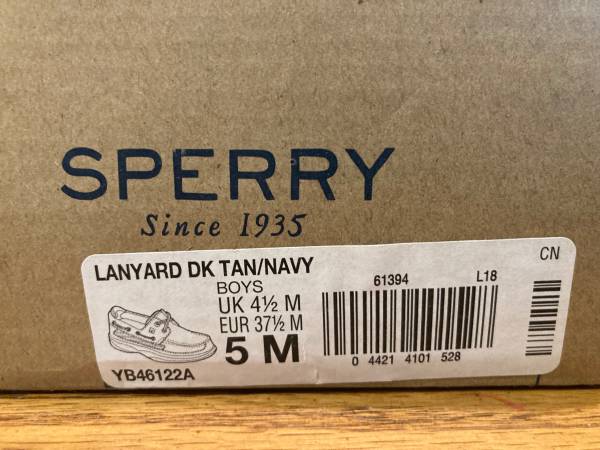 SPERRY
Since 1935
LANYARD DK TAN/NAVY
BOYS
UK 4½ M
EUR 37½ M
5 M
YB46122A
61394
L18
0 4421 4101 528
CN